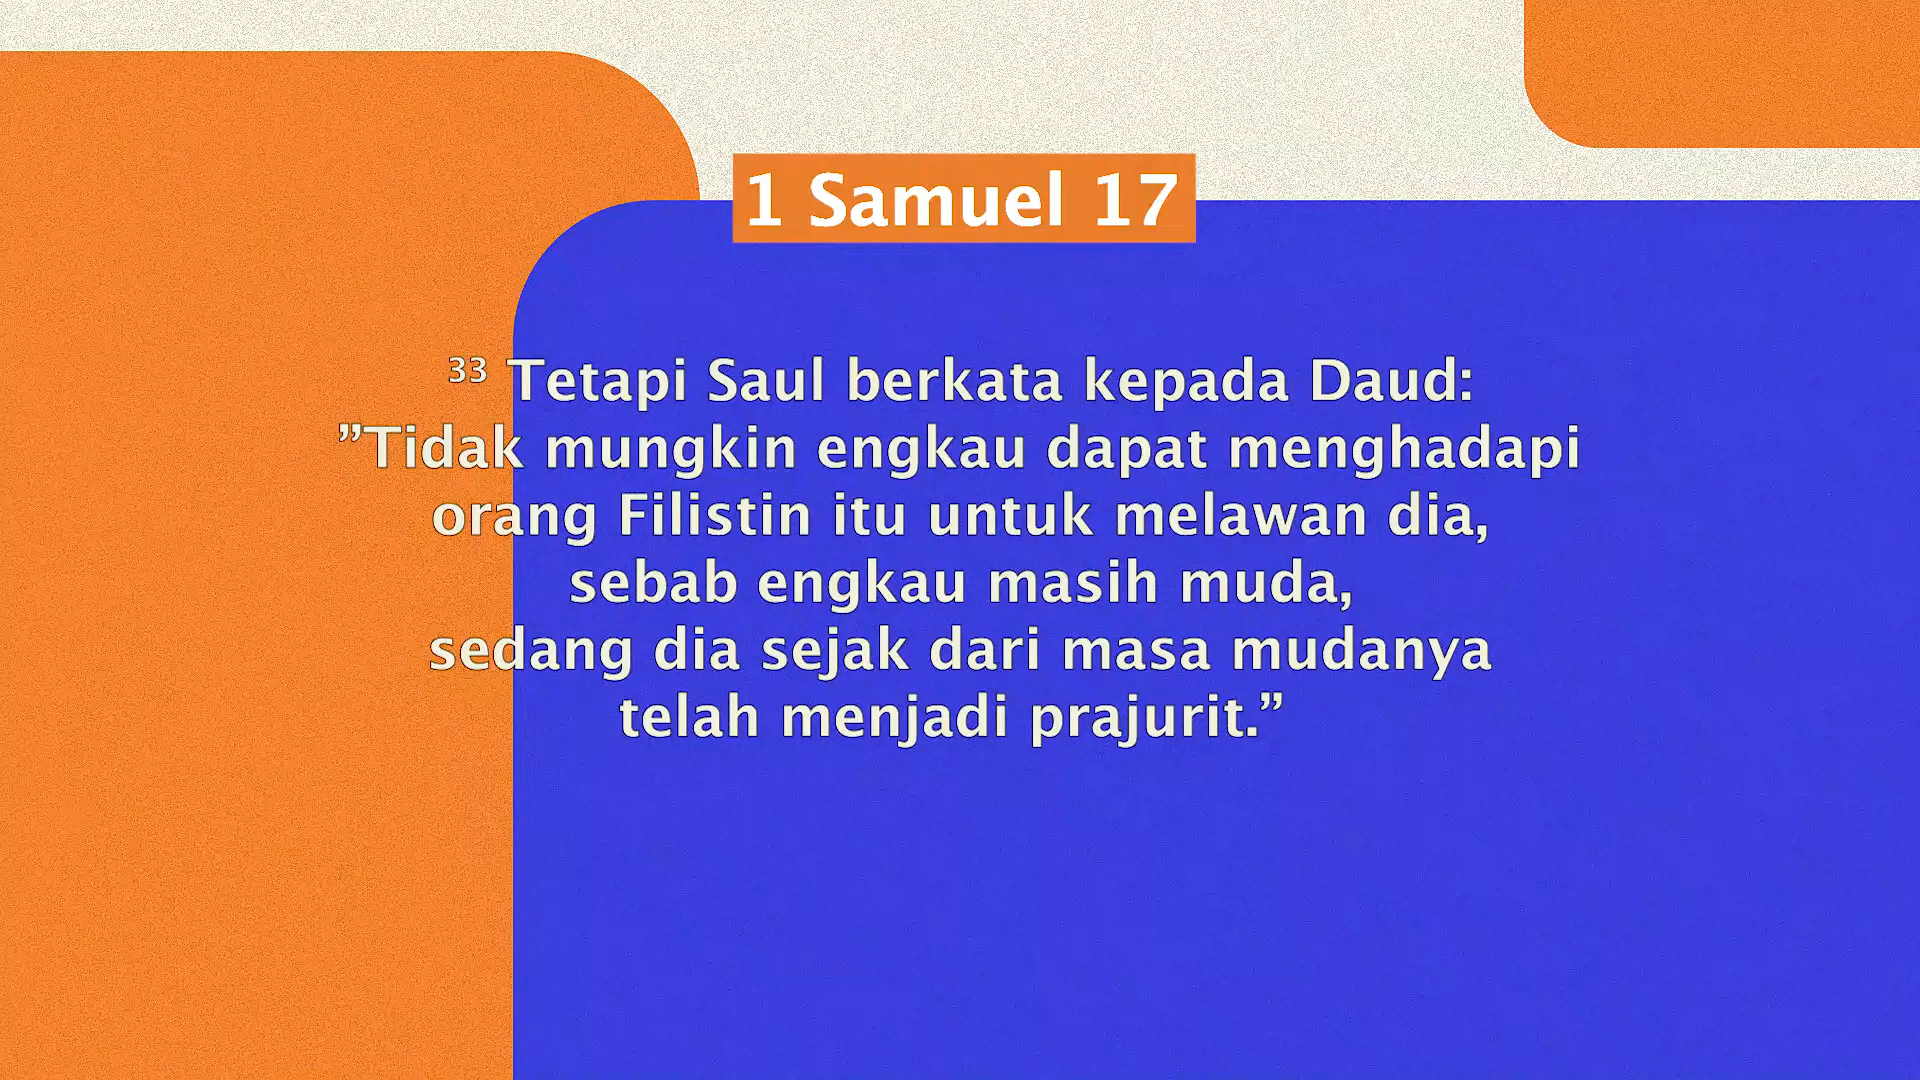 1 Samuel 17
33 Tetapi Saul berkata kepada Daud:
”Tidak mungkin engkau dapat menghadapi
orang Filistin itu untuk melawan dia,
sebab engkau masih muda,
sedang dia sejak dari masa mudanya
telah menjadi prajurit.”